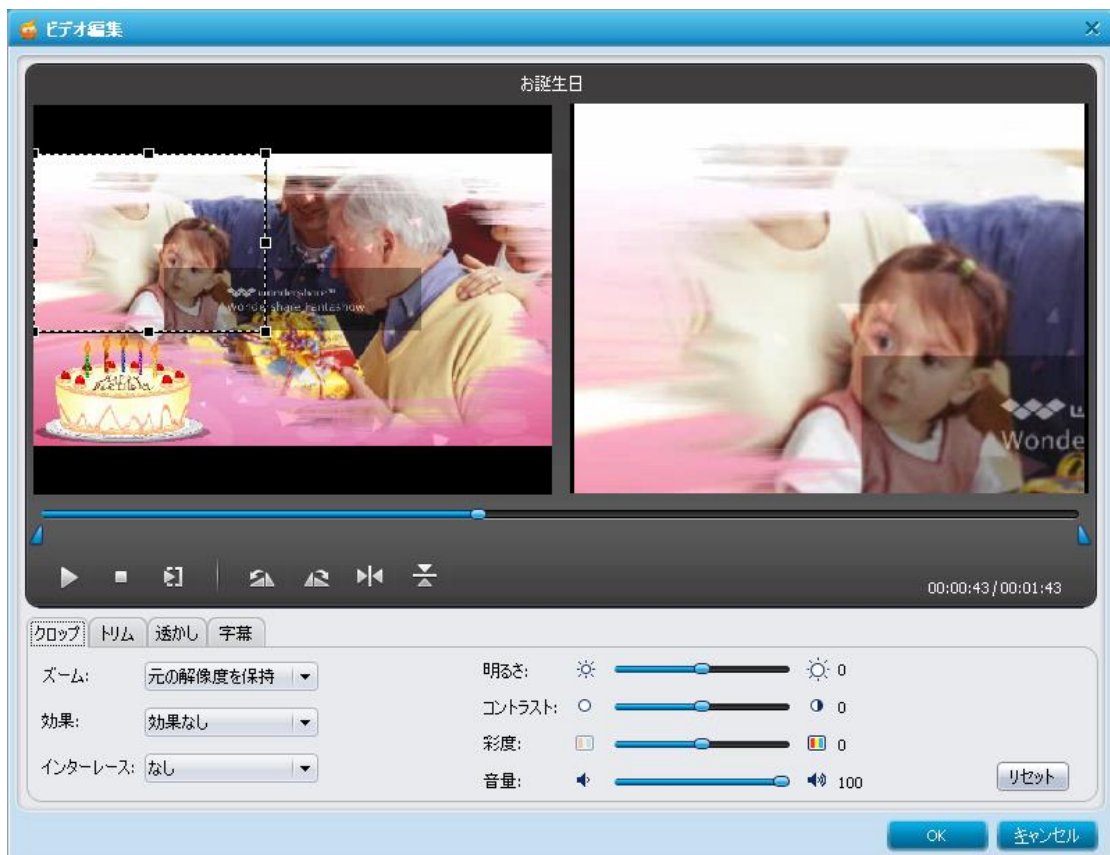 ビデオ編集
お誕生日
wondershare™
Wondershare Fantashow
Wonde
00:00:43/00:01:43
クロップ トリム 透かし 字幕
ズーム: 元の解像度を保持
効果: 効果なし
インターレース: なし
明るさ: 0
コントラスト: 0
彩度: 0
音量: 100
リセット
OK キャンセル